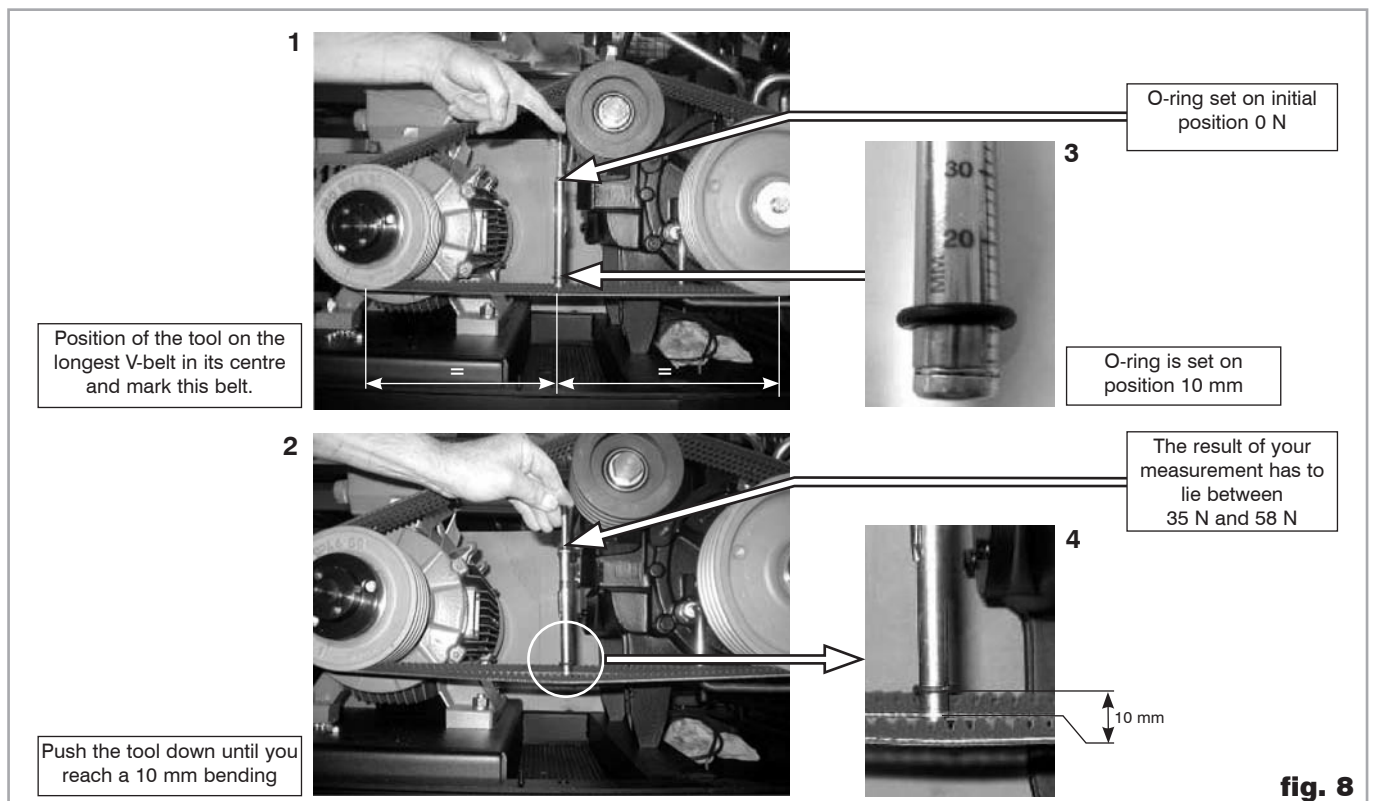 1
O-ring set on initial
position 0 N
3
30
20
MM
Position of the tool on the
longest V-belt in its centre
and mark this belt.
=
=
O-ring is set on
position 10 mm
2
The result of your
measurement has to
lie between
35 N and 58 N
4
10 mm
Push the tool down until you
reach a 10 mm bending
fig. 8